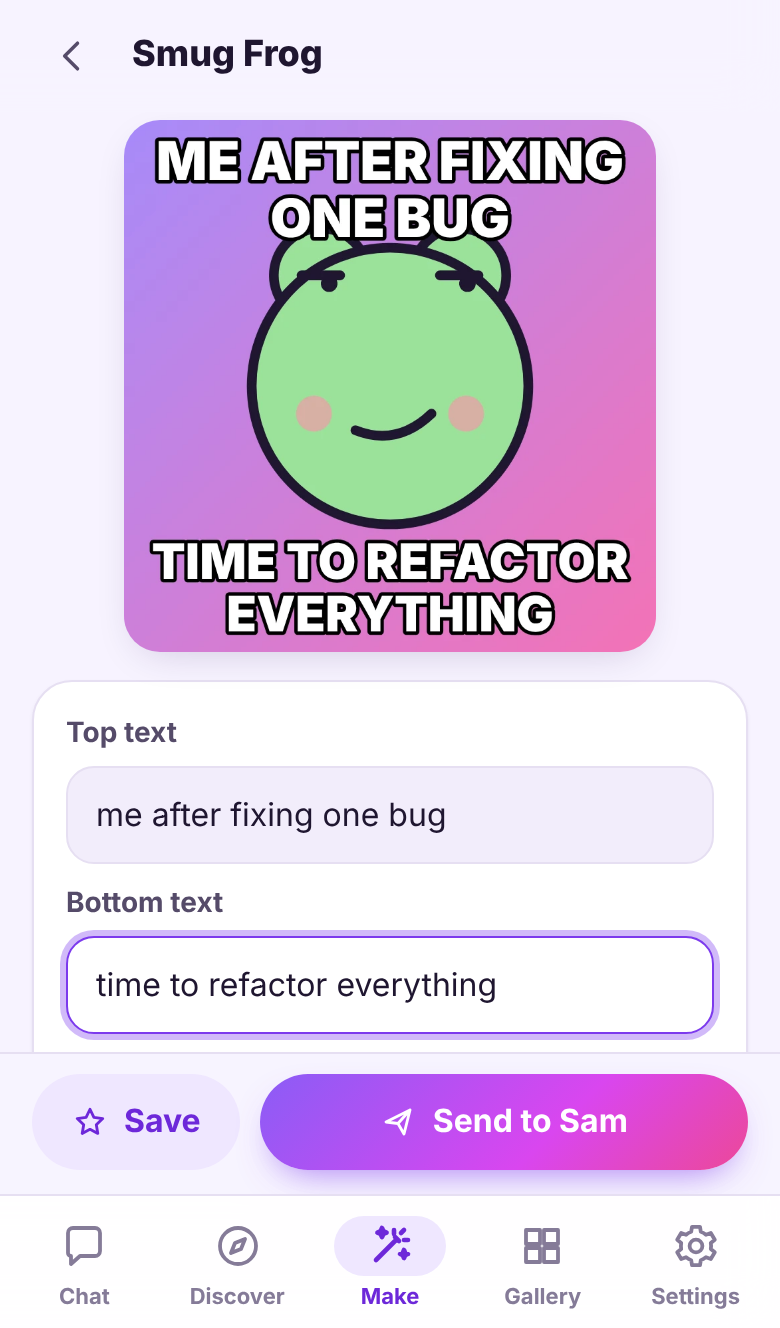 Smug Frog
ME AFTER FIXING
ONE BUG
TIME TO REFACTOR
EVERYTHING
Top text
me after fixing one bug
Bottom text
time to refactor everything
Save
Send to Sam
Chat
Discover
Make
Gallery
Settings